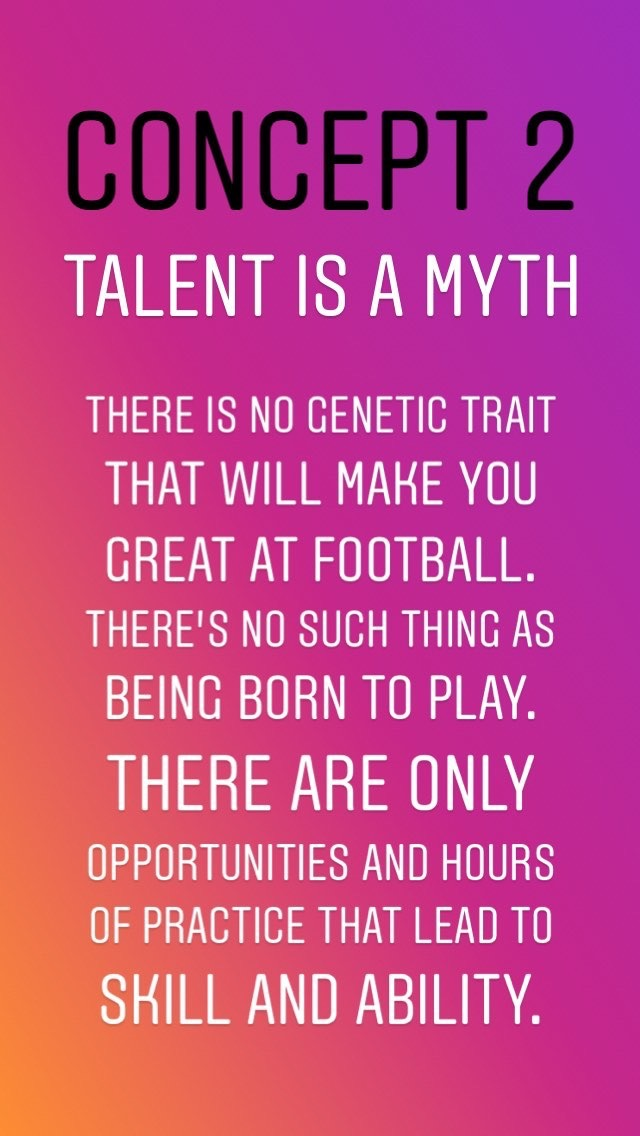 CONCEPT 2
TALENT IS A MYTH
THERE IS NO GENETIC TRAIT
THAT WILL MAKE YOU
GREAT AT FOOTBALL.
THERE'S NO SUCH THING AS
BEING BORN TO PLAY.
THERE ARE ONLY
OPPORTUNITIES AND HOURS
OF PRACTICE THAT LEAD TO
SKILL AND ABILITY.